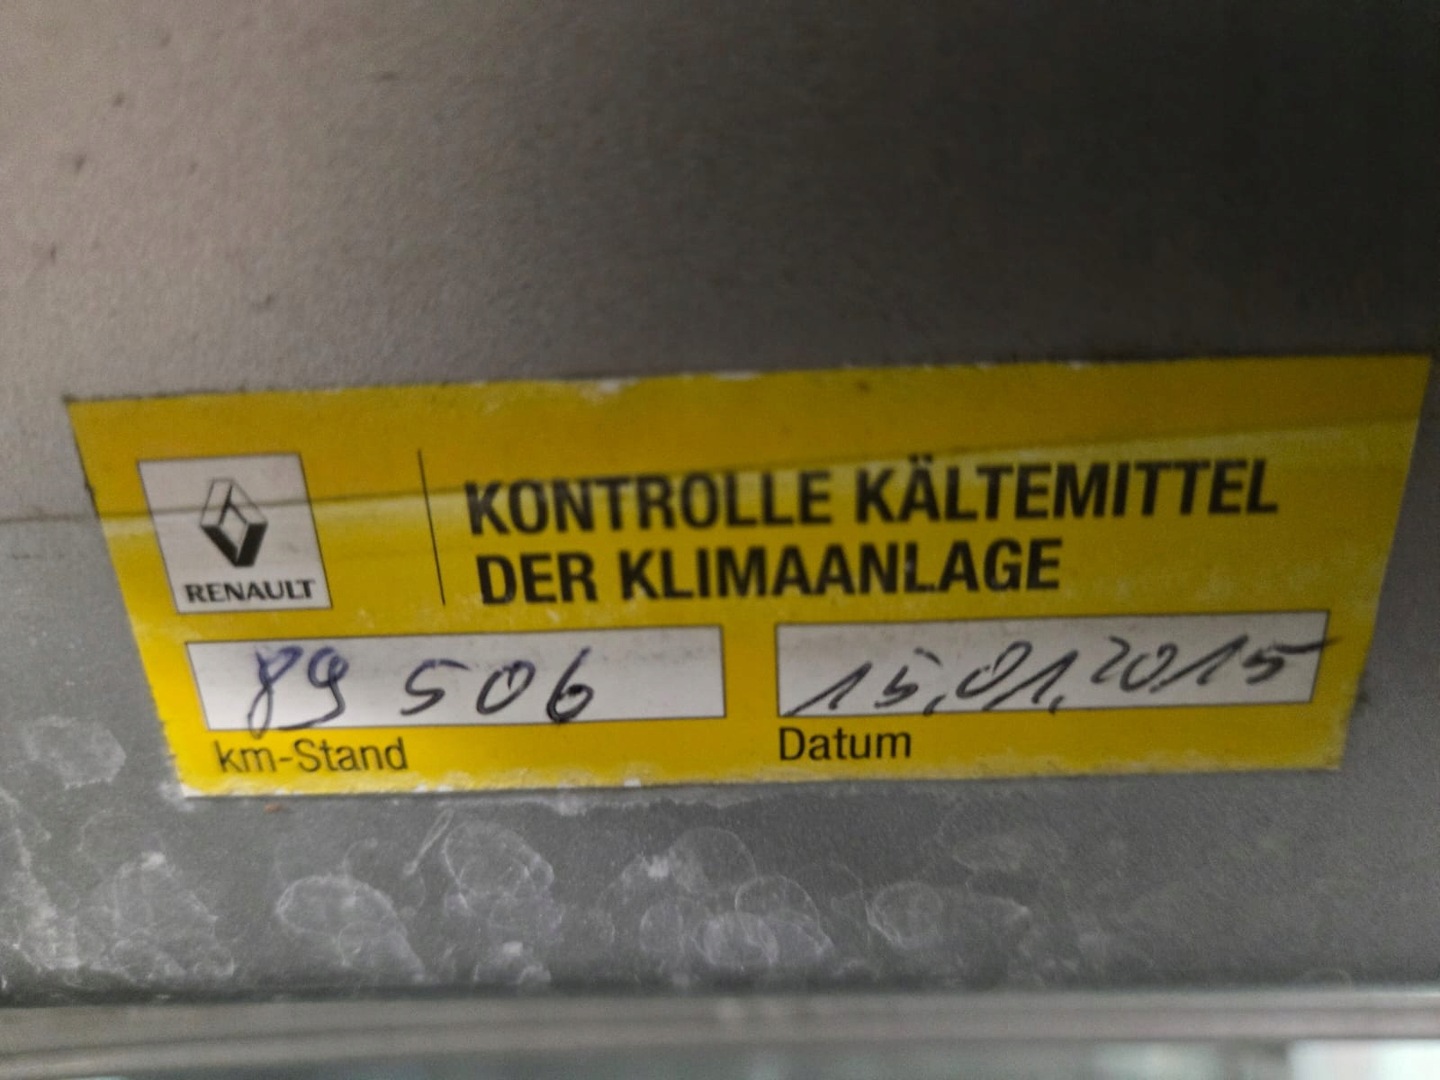 KONTROLLE KÄLTEMITTEL
DER KLIMAANLAGE
RENAULT
89 506
15.01.2015
km-Stand
Datum